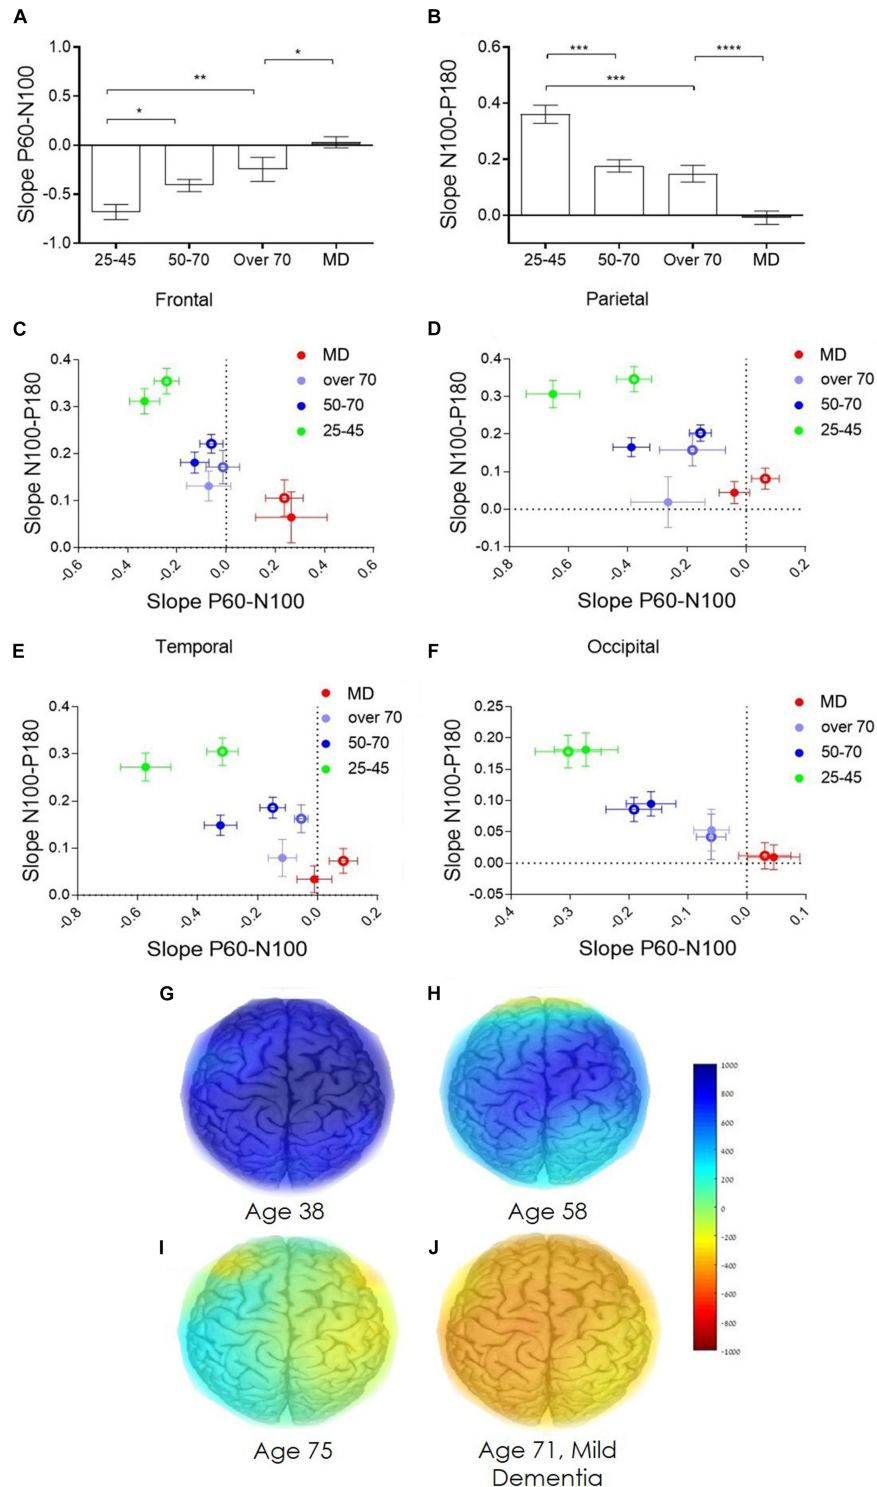 A
Slope P60-N100
1.0
0.5
0.0
-0.5
-1.0
*
**
*
25-45 50-70 Over 70 MD
B
Slope N100-P180
0.6
0.4
0.2
0.0
***
***
****
25-45 50-70 Over 70 MD
Frontal
C
Slope N100-P180
0.4
0.3
0.2
0.1
0.0
MD
over 70
50-70
25-45
-0.6 -0.4 -0.2 0.0 0.2 0.4 0.6
Slope P60-N100
Parietal
D
Slope N100-P180
0.4
0.3
0.2
0.1
0.0
-0.1
MD
over 70
50-70
25-45
-0.8 -0.6 -0.4 -0.2 0.0 0.2
Slope P60-N100
Temporal
E
Slope N100-P180
0.4
0.3
0.2
0.1
0.0
MD
over 70
50-70
25-45
-0.8 -0.6 -0.4 -0.2 0.0 0.2
Slope P60-N100
Occipital
F
Slope N100-P180
0.25
0.20
0.15
0.10
0.05
0.00
-0.05
MD
over 70
50-70
25-45
-0.4 -0.3 -0.2 -0.1 0.0 0.1
Slope P60-N100
G
Age 38
H
Age 58
I
Age 75
J
Age 71, Mild
Dementia
1000
800
600
400
200
0
-200
-400
-600
-800
-1000